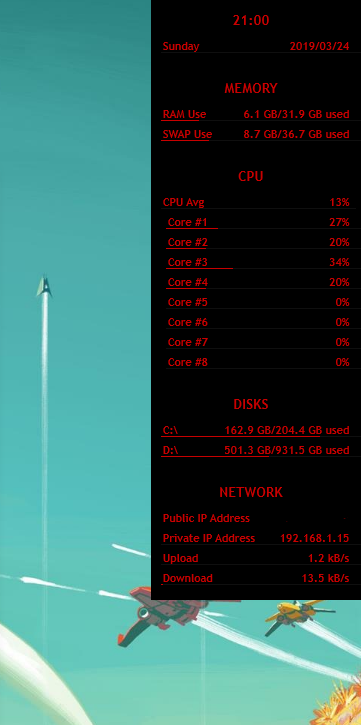 21:00
Sunday 2019/03/24
MEMORY
RAM Use 6.1 GB/31.9 GB used
SWAP Use 8.7 GB/36.7 GB used
CPU
CPU Avg 13%
Core #1 27%
Core #2 20%
Core #3 34%
Core #4 20%
Core #5 0%
Core #6 0%
Core #7 0%
Core #8 0%
DISKS
C:\ 162.9 GB/204.4 GB used
D:\ 501.3 GB/931.5 GB used
NETWORK
Public IP Address
Private IP Address 192.168.1.15
Upload 1.2 kB/s
Download 13.5 kB/s